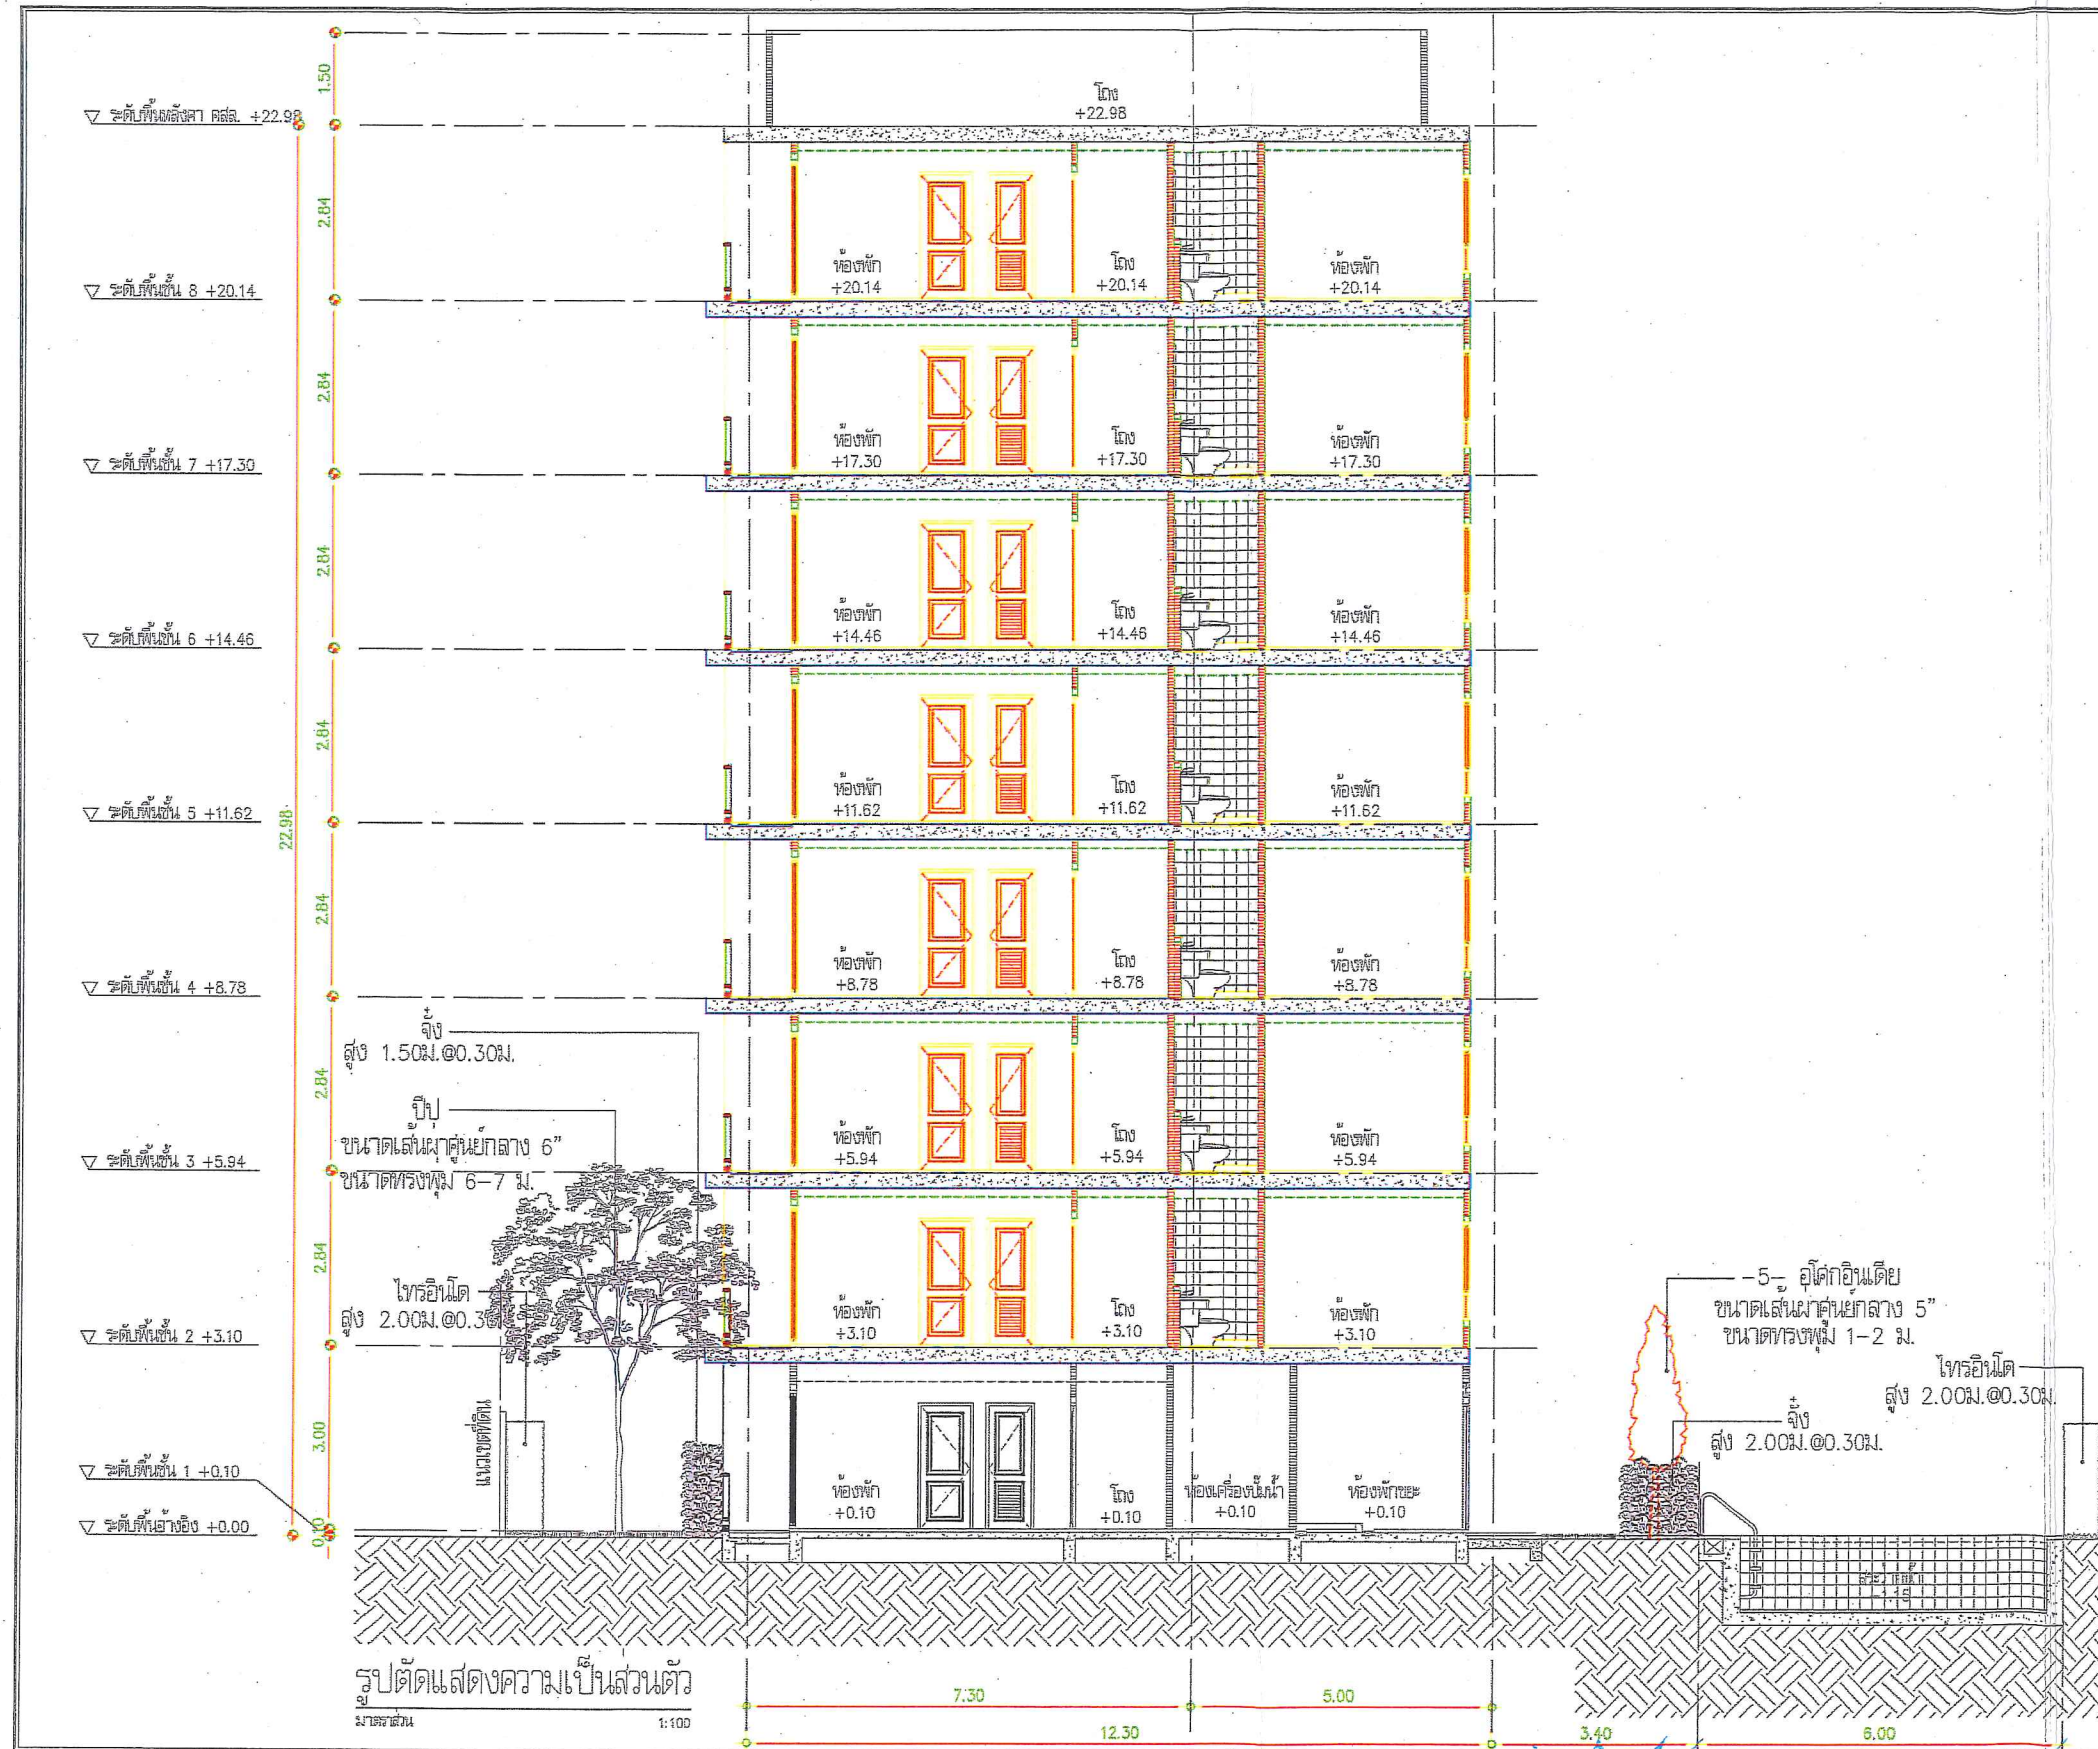 1.50
โถง
+22.98
ระดับพื้นหลังคา คสล. +22.98
2.84
ห้องพัก
+20.14
โถง
+20.14
ห้องพัก
+20.14
ระดับพื้นชั้น 8 +20.14
2.84
ห้องพัก
+17.30
โถง
+17.30
ห้องพัก
+17.30
ระดับพื้นชั้น 7 +17.30
2.84
ห้องพัก
+14.46
โถง
+14.46
ห้องพัก
+14.46
ระดับพื้นชั้น 6 +14.46
2.84
ห้องพัก
+11.62
โถง
+11.62
ห้องพัก
+11.62
ระดับพื้นชั้น 5 +11.62
22.98
2.84
ห้องพัก
+8.78
โถง
+8.78
ห้องพัก
+8.78
ระดับพื้นชั้น 4 +8.78
จั๋ง
สูง 1.50ม.@0.30ม.
2.84
ปีป
ขนาดเส้นผ่าศูนย์กลาง 6"
ขนาดทรงพุ่ม 6-7 ม.
ห้องพัก
+5.94
โถง
+5.94
ห้องพัก
+5.94
ระดับพื้นชั้น 3 +5.94
2.84
ไทรอินโด
สูง 2.00ม.@0.3
ห้องพัก
+3.10
โถง
+3.10
ห้องพัก
+3.10
ระดับพื้นชั้น 2 +3.10
-5- อโศกอินเดีย
ขนาดเส้นผ่าศูนย์กลาง 5"
ขนาดทรงพุ่ม 1-2 ม.
ไทรอินโด
สูง 2.00ม.@0.30ม.
จั๋ง
สูง 2.00ม.@0.30ม.
3.00
แนวเขตที่ดิน
ระดับพื้นชั้น 1 +0.10
ห้องพัก
+0.10
โถง
+0.10
ห้องเครื่องปั๊มน้ำ
+0.10
ห้องพักขยะ
+0.10
ระดับพื้นอ้างอิง +0.00
0.10
รูปตัดแสดงความเป็นส่วนตัว
มาตราส่วน 1:100
7.30
5.00
12.30
3.40
6.00